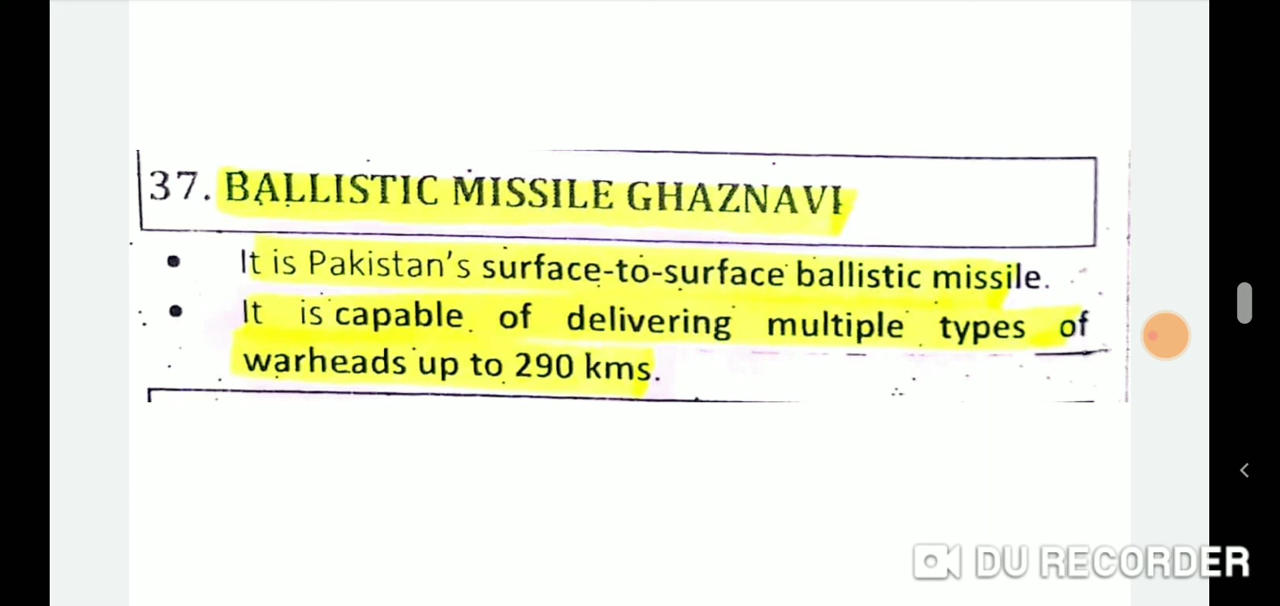 37. BALLISTIC MISSILE GHAZNAVI
• It is Pakistan's surface-to-surface ballistic missile.
• It is capable of delivering multiple types of
warheads up to 290 kms.
DU RECORDER